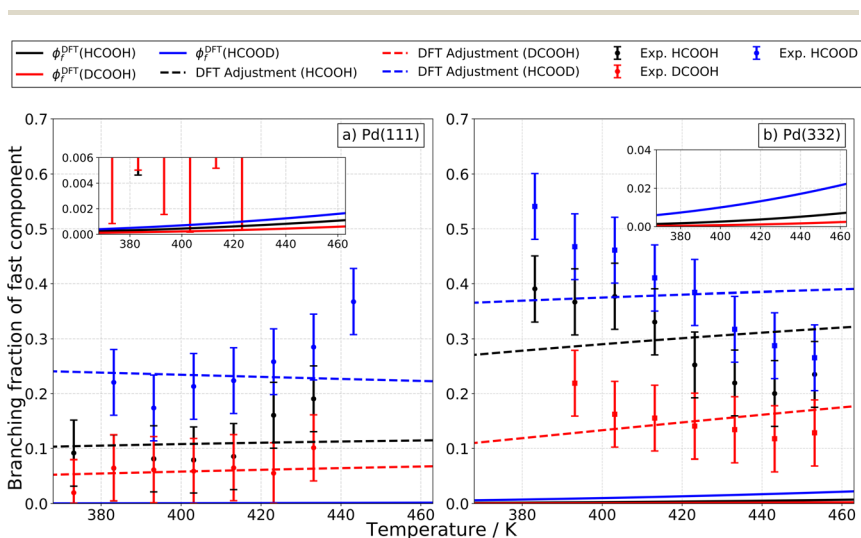 ϕ_f^DFT(HCOOH) ϕ_f^DFT(HCOOD) DFT Adjustment (DCOOH) Exp. HCOOH Exp. HCOOD
ϕ_f^DFT(DCOOH) DFT Adjustment (HCOOH) DFT Adjustment (HCOOD) Exp. DCOOH
Branching fraction of fast component
0.7
0.6
0.5
0.4
0.3
0.2
0.1
0.0
a) Pd(111)
0.006
0.004
0.002
0.000
380 400 420 440 460
380 400 420 440 460
0.7
0.6
0.5
0.4
0.3
0.2
0.1
0.0
b) Pd(332)
0.04
0.02
0.00
380 400 420 440 460
380 400 420 440 460
Temperature / K